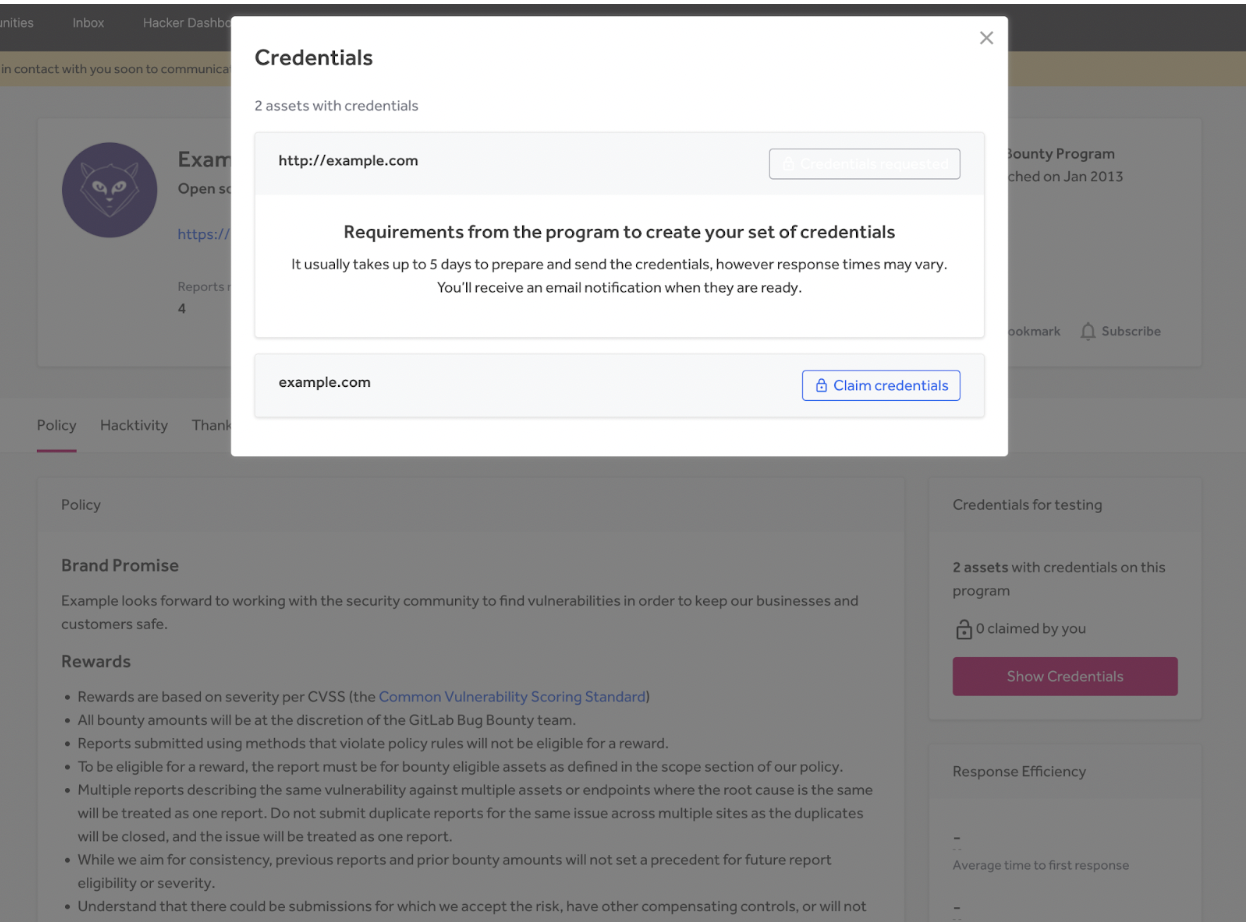 unities Inbox Hacker Dashbo
in contact with you soon to communica
Credentials
2 assets with credentials
http://example.com
Credentials requested
Requirements from the program to create your set of credentials
It usually takes up to 5 days to prepare and send the credentials, however response times may vary.
You'll receive an email notification when they are ready.
example.com
Claim credentials
Exam
Open so
https://
Reports r
4
Bounty Program
ched on Jan 2013
ookmark
Subscribe
Policy Hacktivity Thank
Policy
Brand Promise
Example looks forward to working with the security community to find vulnerabilities in order to keep our businesses and
customers safe.
Rewards
• Rewards are based on severity per CVSS (the Common Vulnerability Scoring Standard)
• All bounty amounts will be at the discretion of the GitLab Bug Bounty team.
• Reports submitted using methods that violate policy rules will not be eligible for a reward.
• To be eligible for a reward, the report must be for bounty eligible assets as defined in the scope section of our policy.
• Multiple reports describing the same vulnerability against multiple assets or endpoints where the root cause is the same
will be treated as one report. Do not submit duplicate reports for the same issue across multiple sites as the duplicates
will be closed, and the issue will be treated as one report.
• While we aim for consistency, previous reports and prior bounty amounts will not set a precedent for future report
eligibility or severity.
• Understand that there could be submissions for which we accept the risk, have other compensating controls, or will not
Credentials for testing
2 assets with credentials on this
program
0 claimed by you
Show Credentials
Response Efficiency
-
--
Average time to first response
-